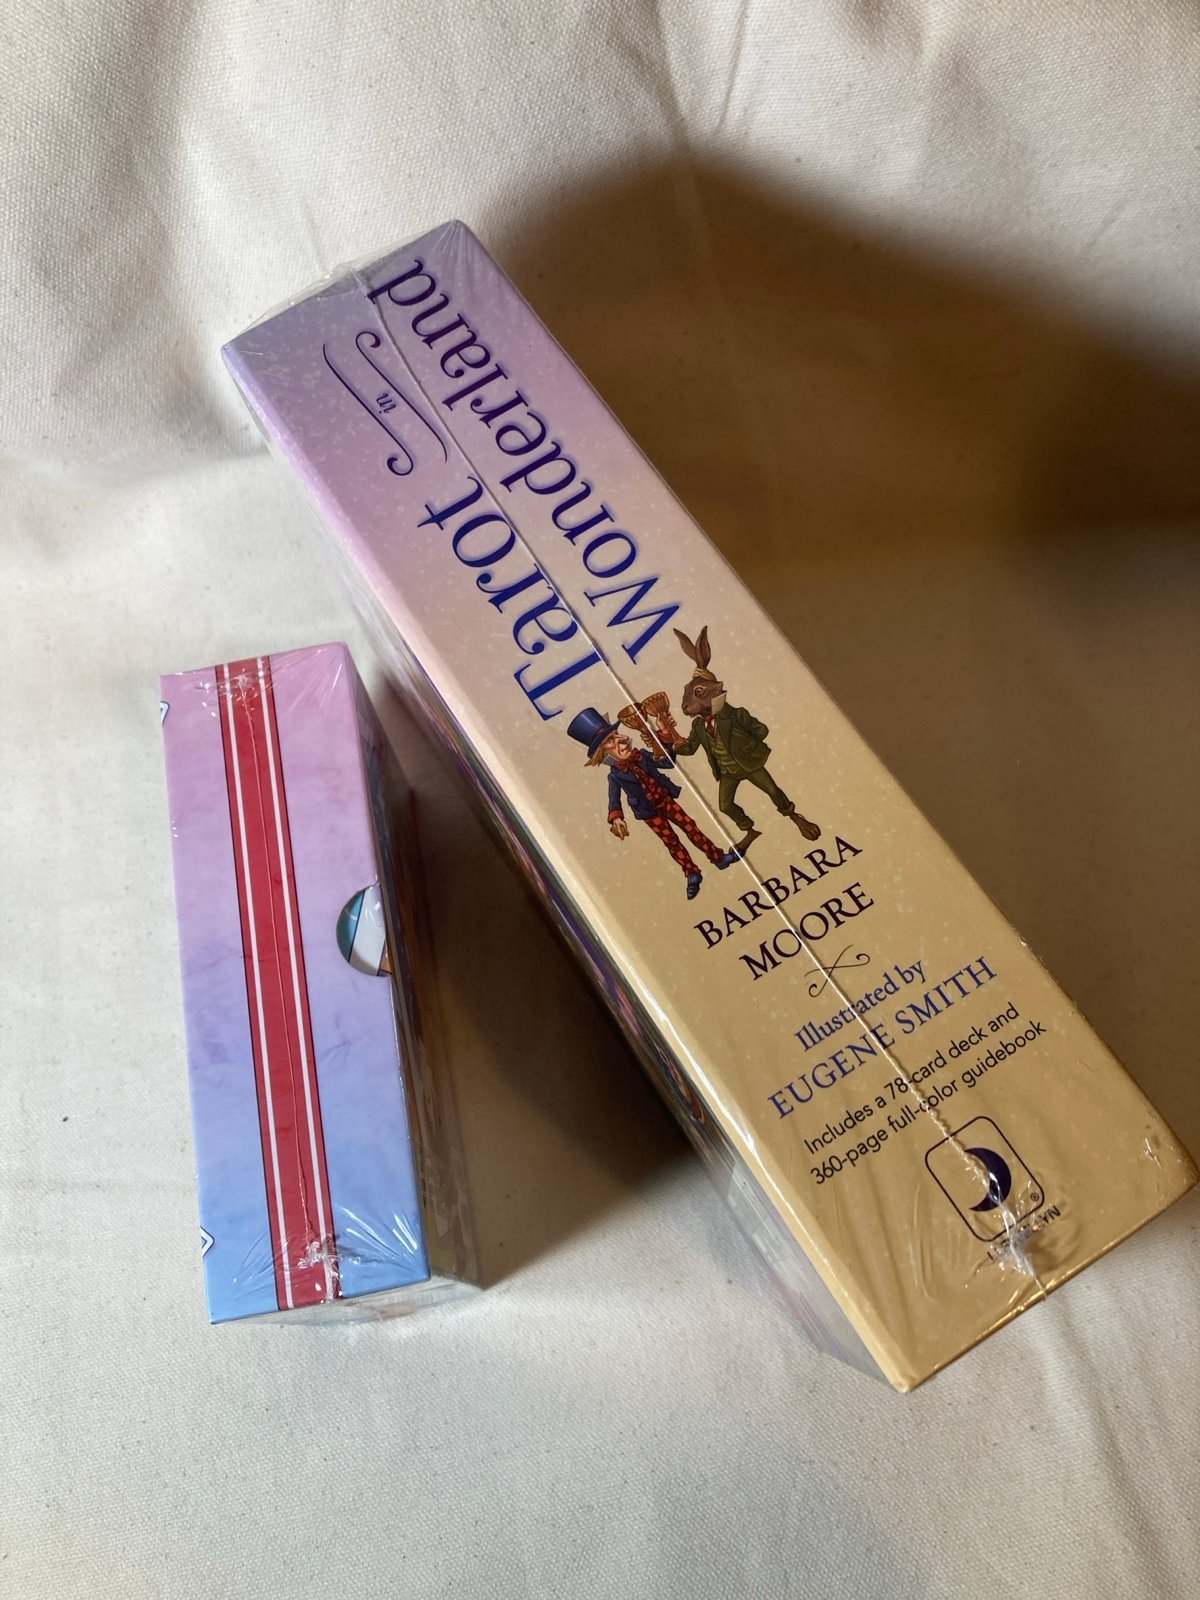 Tarot
in
Wonderland
BARBARA
MOORE
Illustrated by
EUGENE SMITH
Includes a 78-card deck and
360-page full-color guidebook
®